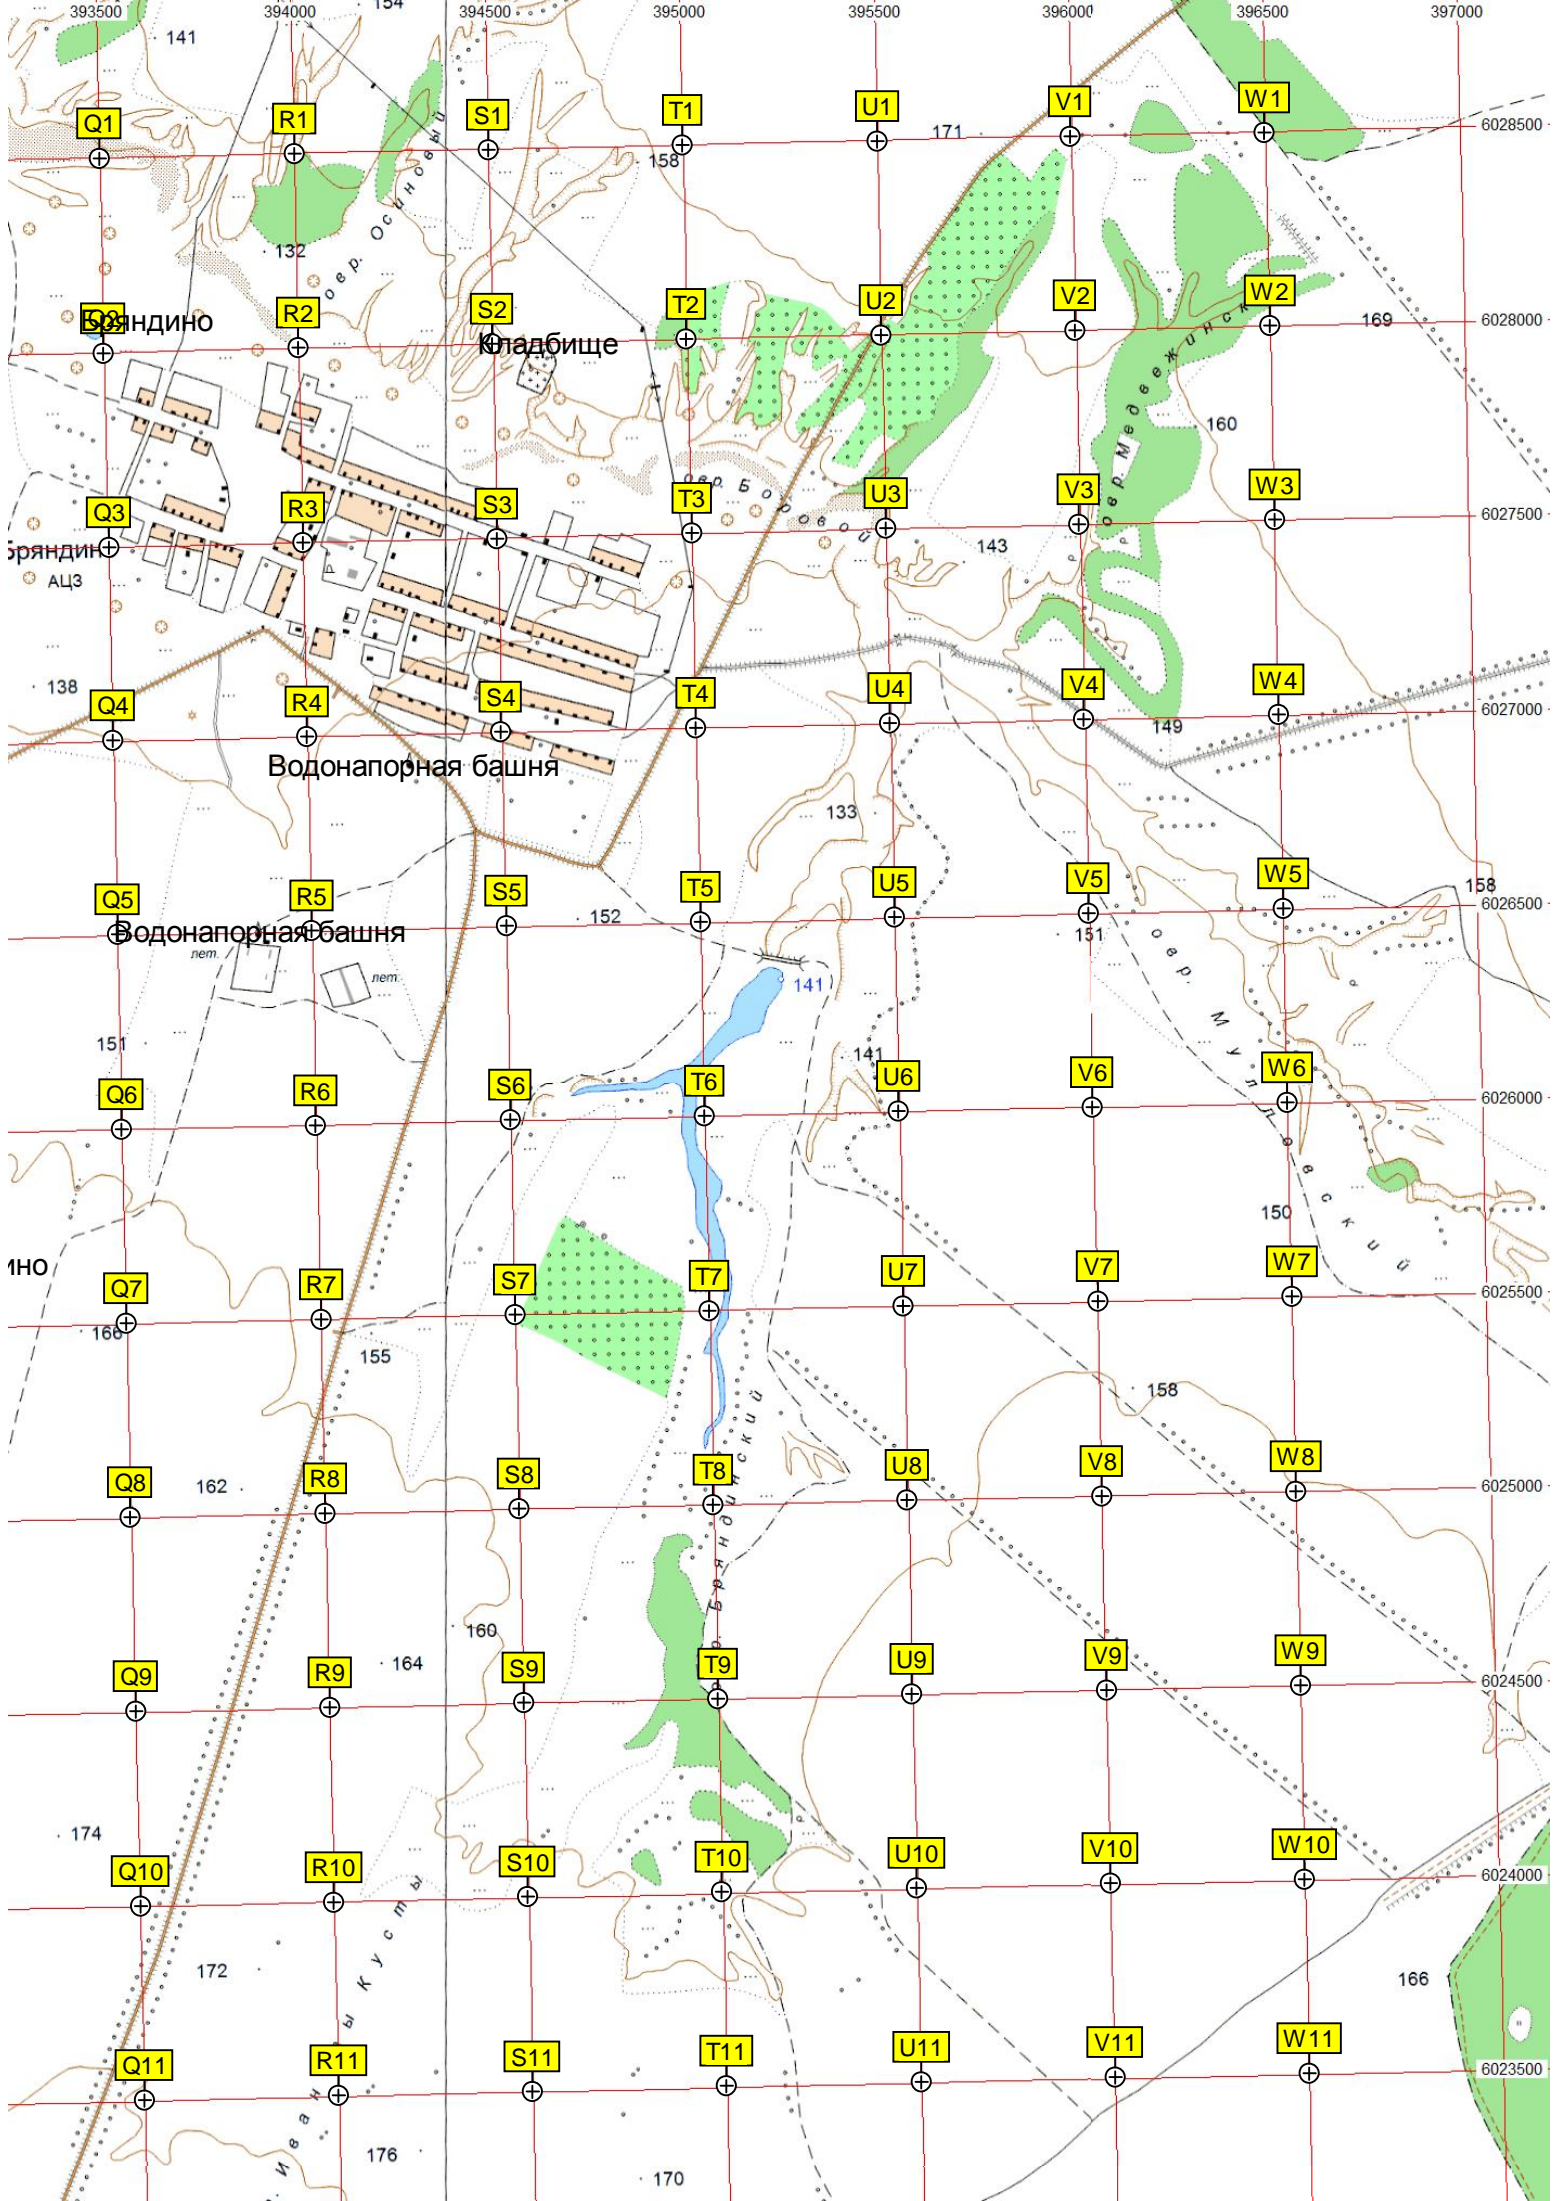 393500 394000 394500 395000 395500 396000 396500 397000
154
141
Q1 R1 S1 T1 U1 V1 W1
6028500
171
158
132
овр. Осиновый
Q2 R2 S2 T2 U2 V2 W2
6028000
Бряндино
Кладбище
169
160
овр. Медвежинск
овр. Боровой
Q3 R3 S3 T3 U3 V3 W3
6027500
143
Бряндин
АЦЗ
138
Q4 R4 S4 T4 U4 V4 W4
6027000
149
Водонапорная башня
133
158
Q5 R5 S5 T5 U5 V5 W5
6026500
152
151
Водонапорная башня
лет.
лет.
141
овр. Мулловский
151
141
Q6 R6 S6 T6 U6 V6 W6
6026000
150
ино
Q7 R7 S7 T7 U7 V7 W7
6025500
166
155
158
Q8 R8 S8 T8 U8 V8 W8
6025000
162
овр. Бряндинский
160
164
Q9 R9 S9 T9 U9 V9 W9
6024500
174
Q10 R10 S10 T10 U10 V10 W10
6024000
172
166
Ивановы Кусты
Q11 R11 S11 T11 U11 V11 W11
6023500
176
170